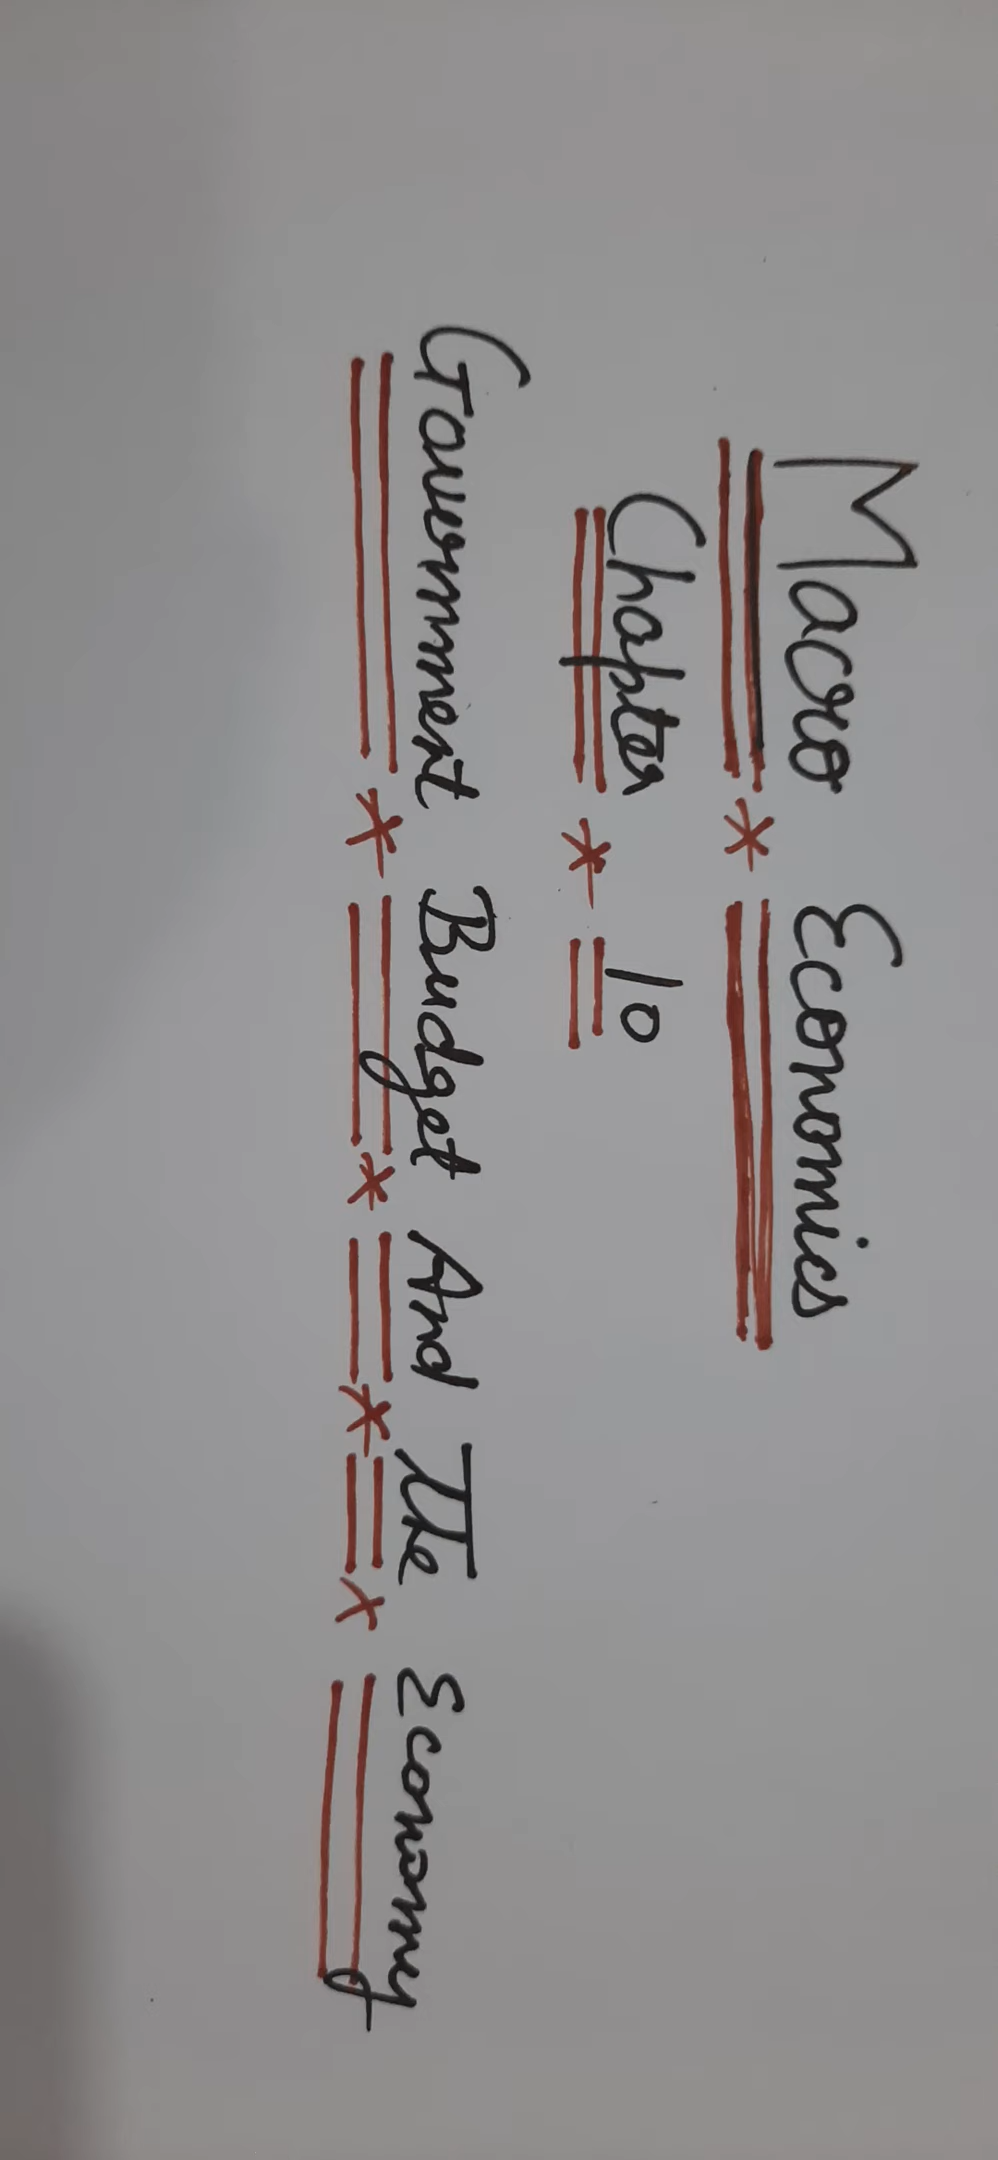 Macro * Economics
Chapter * 10
Government * Budget * And * The * Economy